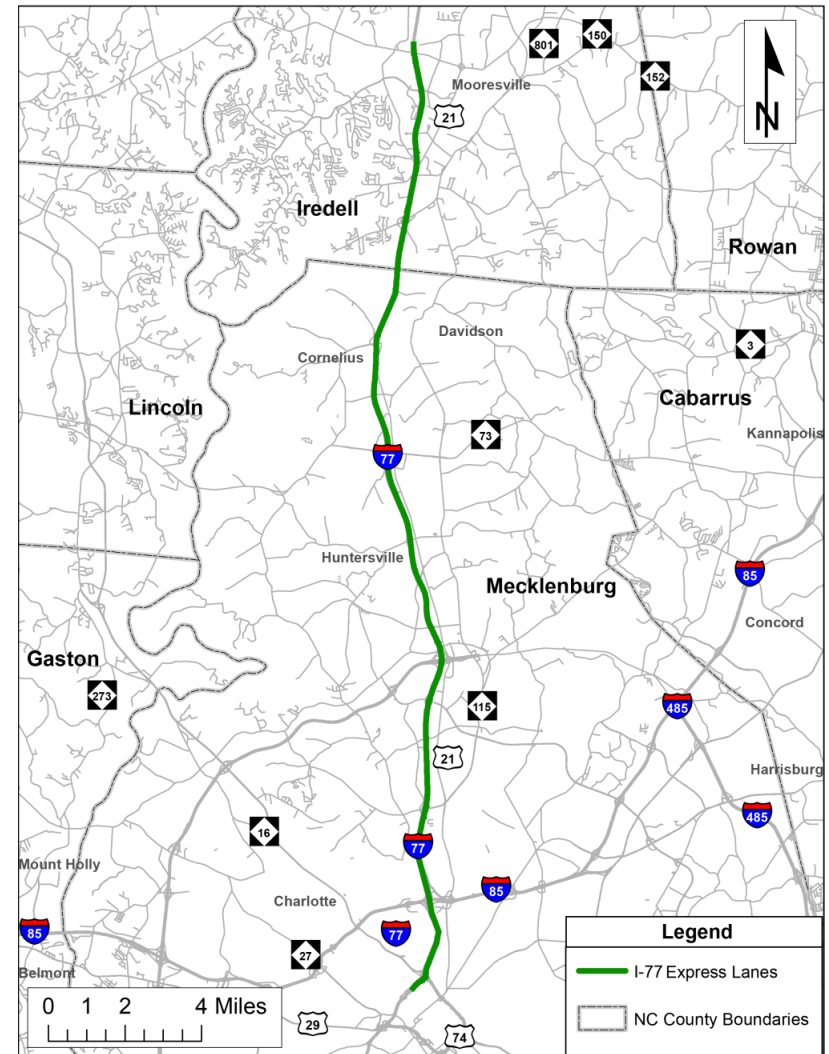 801
150
152
Mooresville
21
N
Iredell
Rowan
Davidson
Cornelius
3
Lincoln
Cabarrus
73
Kannapolis
77
Huntersville
Mecklenburg
85
Concord
Gaston
273
485
115
21
Harrisburg
485
16
77
Mount Holly
85
Charlotte
77
85
27
Belmont
Legend
I-77 Express Lanes
NC County Boundaries
0 1 2 4 Miles
29
74